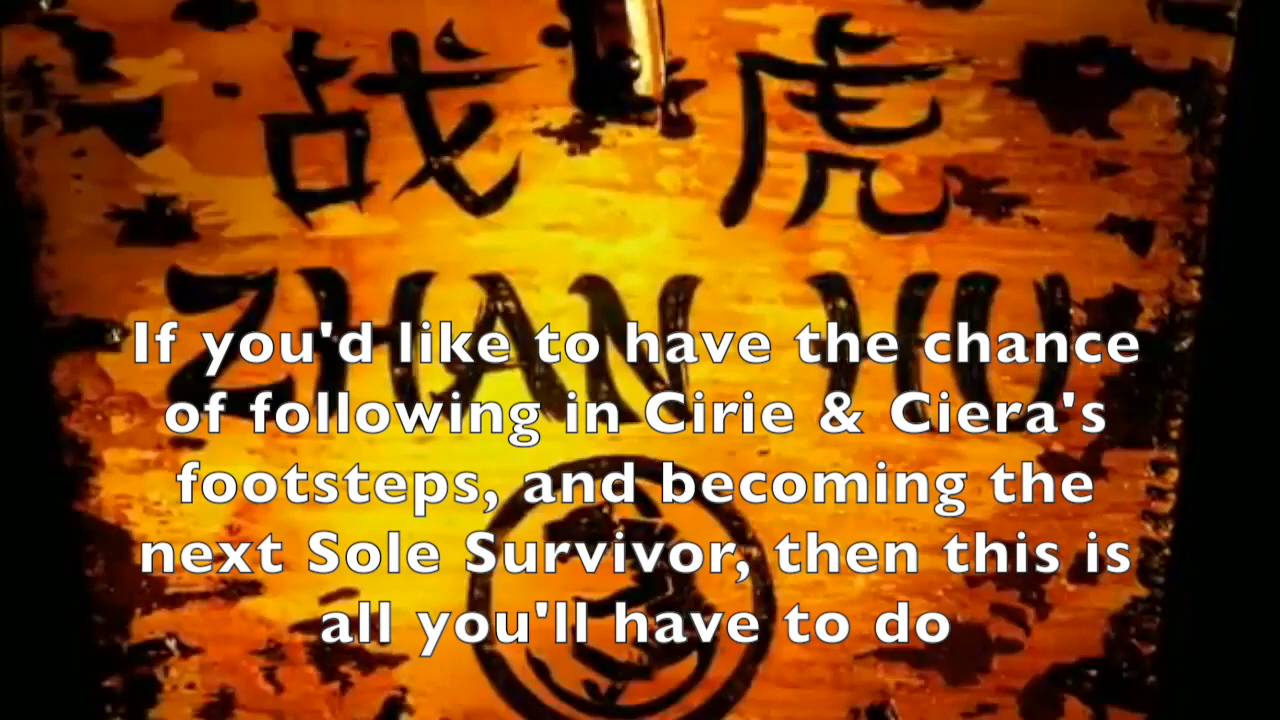 战 虎
ZHAN HU
If you'd like to have the chance
of following in Cirie & Ciera's
footsteps, and becoming the
next Sole Survivor, then this is
all you'll have to do